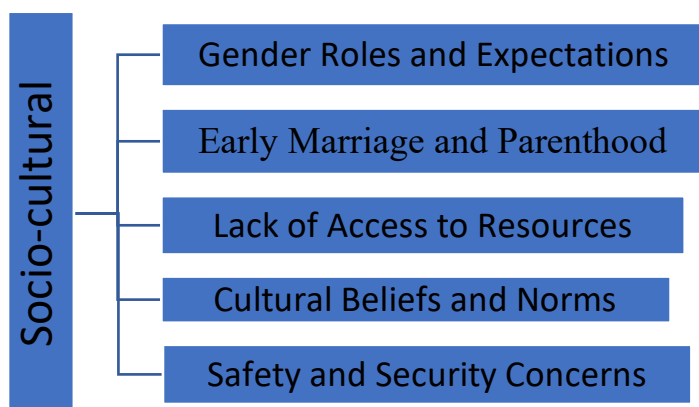 Socio-cultural
Gender Roles and Expectations
Early Marriage and Parenthood
Lack of Access to Resources
Cultural Beliefs and Norms
Safety and Security Concerns